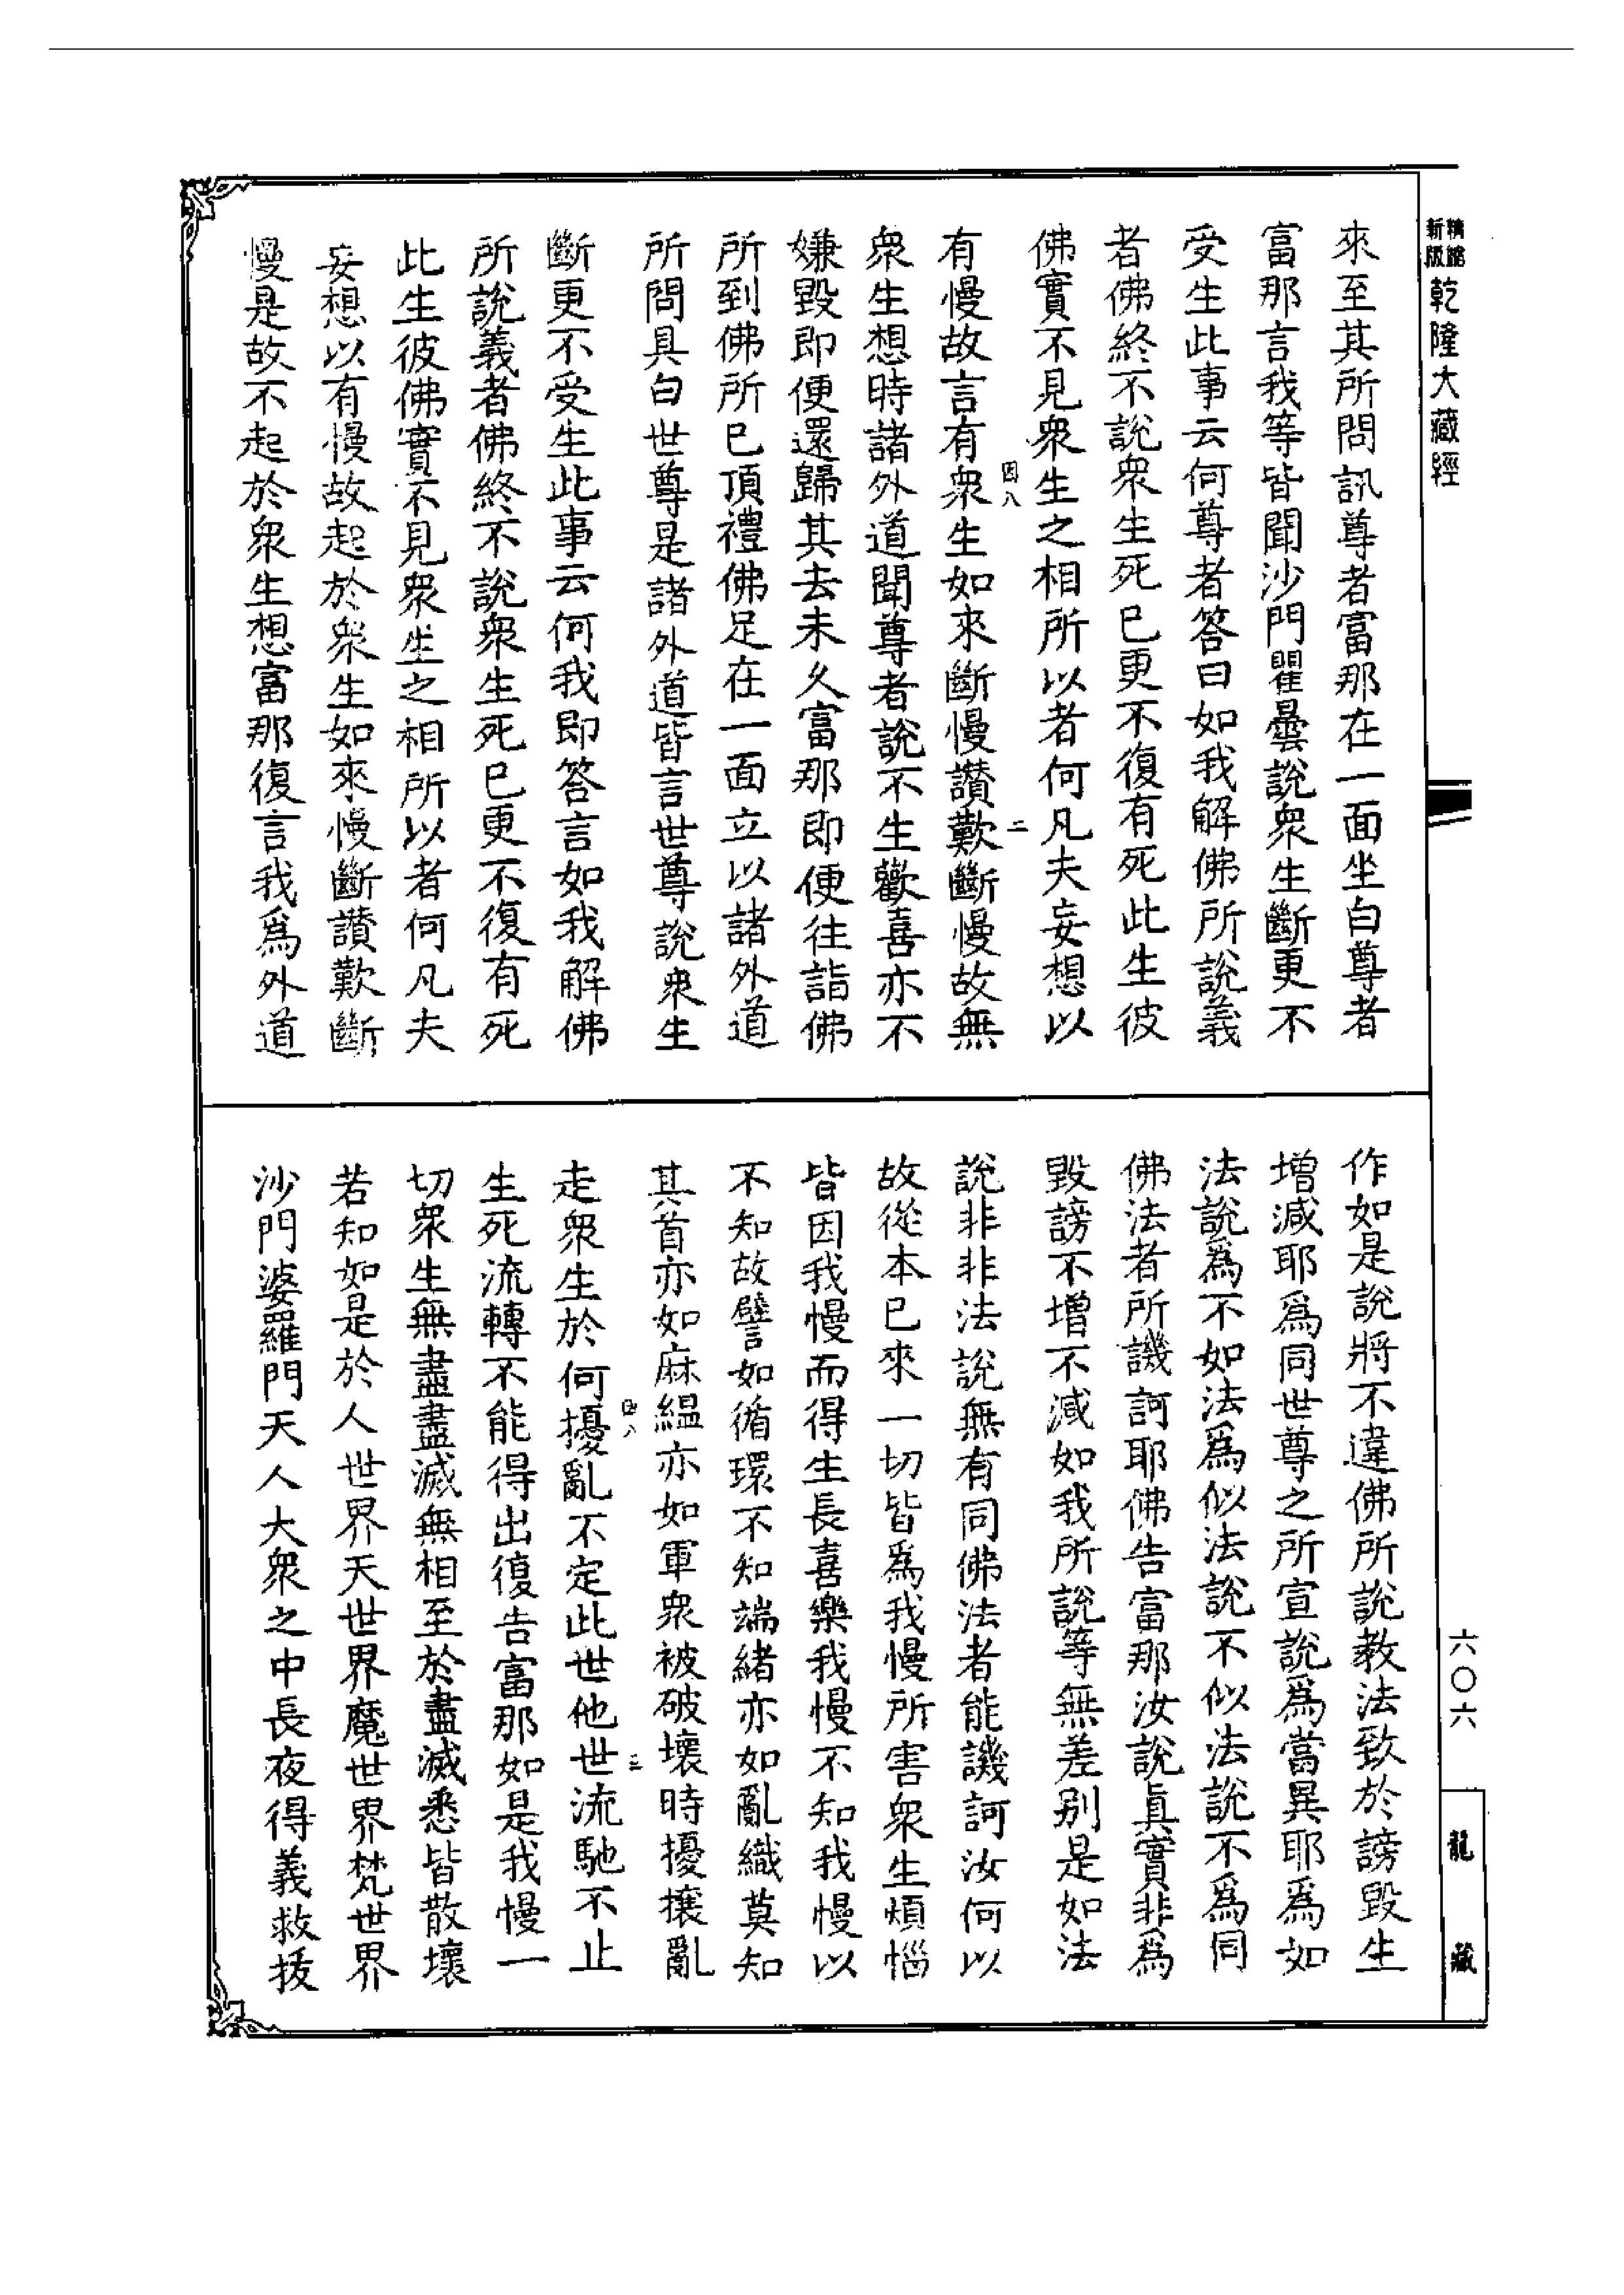 新版
精縮
乾隆大藏經
來至其所問訊尊者富那在一面坐白尊者
富那言我等皆聞沙門瞿曇說衆生斷更不
受生此事云何尊者答曰如我解佛所說義
者佛終不說衆生死已更不復有死此生彼
佛實不見衆生之相所以者何凡夫妄想以
有慢故言有衆生如來斷慢讚歎斷慢故無
衆生想時諸外道聞尊者說不生歡喜亦不
嫌毀即便還歸其去未久富那即便往詣佛
所到佛所已頂禮佛足在一面立以諸外道
所問具白世尊是諸外道皆言世尊說衆生
斷更不受生此事云何我即答言如我解佛
所說義者佛終不說衆生死已更不復有死
此生彼佛實不見衆生之相所以者何凡夫
妄想以有慢故起於衆生如來慢斷讚歎斷
慢是故不起於衆生想富那復言我爲外道
因八
二
六〇六
龍藏
作如是說將不違佛所說教法致於謗毀生
增減耶爲同世尊之所宣說爲當異耶爲如
法說爲不如法爲似法說不似法說不爲同
佛法者所譏訶耶佛告富那汝說眞實非爲
毀謗不增不減如我所說等無差別是如法
說非非法說無有同佛法者能譏訶汝何以
故從本已來一切皆爲我慢所害衆生煩惱
皆因我慢而得生長喜樂我慢不知我慢以
不知故譬如循環不知端緒亦如亂織莫知
其首亦如麻緼亦如軍衆被破壞時擾攘亂
走衆生於何擾亂不定此世他世流馳不止
生死流轉不能得出復告富那如是我慢一
切衆生無盡盡滅無相至於盡滅悉皆散壞
若知如是於人世界天世界魔世界梵世界
沙門婆羅門天人大衆之中長夜得義救拔
因八
三